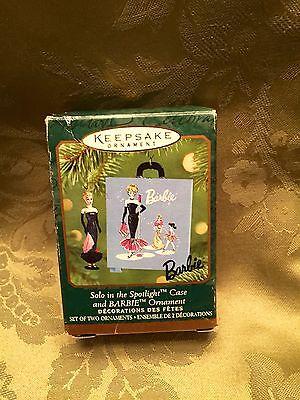 KEEPSAKE
ORNAMENT
Barbie
Barbie
Solo in the Spotlight™ Case
and BARBIE™ Ornament
DÉCORATIONS DES FÊTES
SET OF TWO ORNAMENTS • ENSEMBLE DE 2 DÉCORATIONS